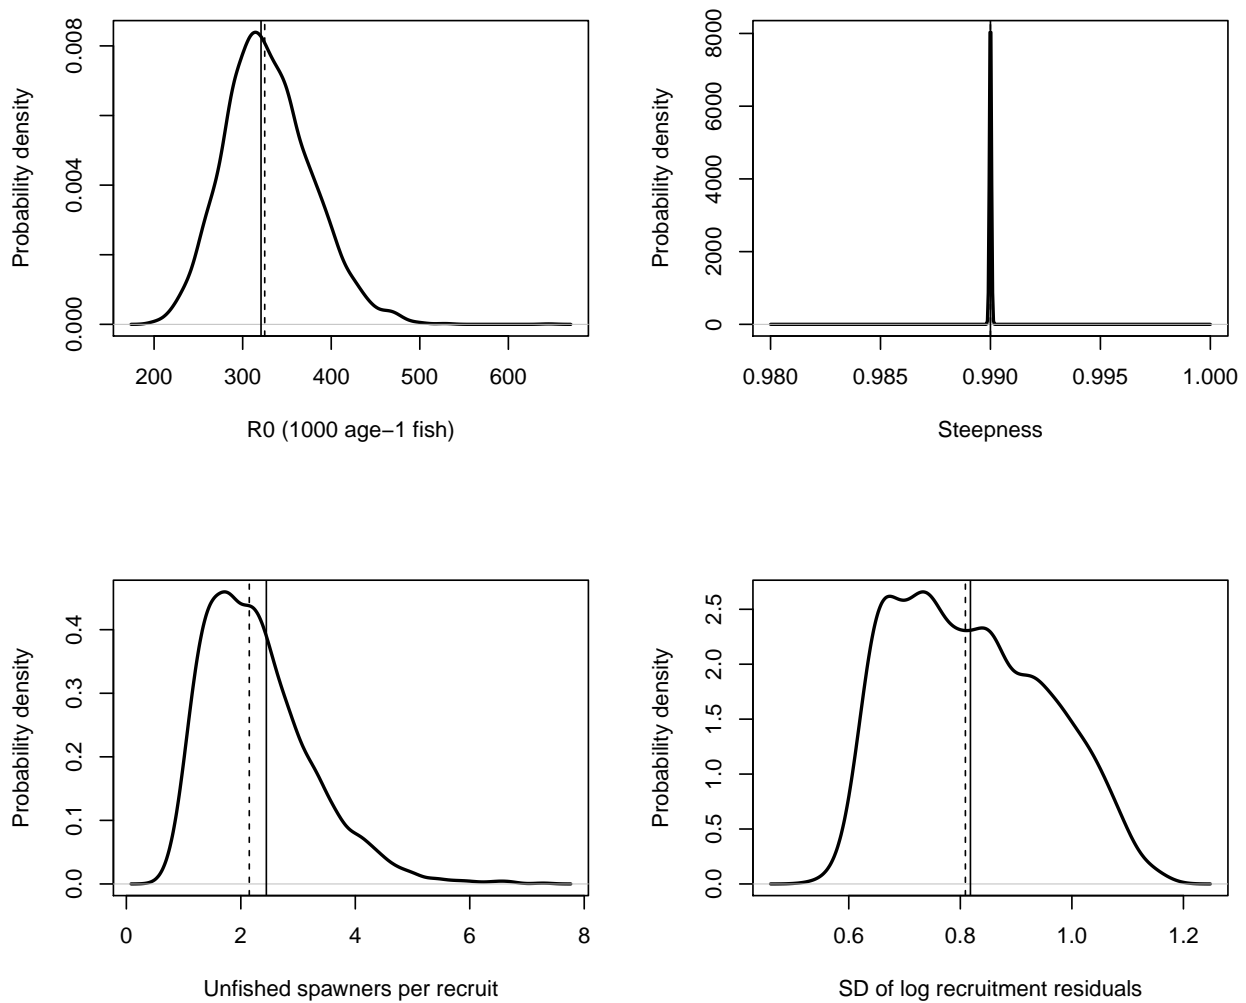 0.000
0.004
0.008
Probability density
200 300 400 500 600
R0 (1000 age−1 fish)
0 2000 4000 6000 8000
Probability density
0.980 0.985 0.990 0.995 1.000
Steepness
0.0 0.1 0.2 0.3 0.4
Probability density
0 2 4 6 8
Unfished spawners per recruit
0.0 0.5 1.0 1.5 2.0 2.5
Probability density
0.6 0.8 1.0 1.2
SD of log recruitment residuals